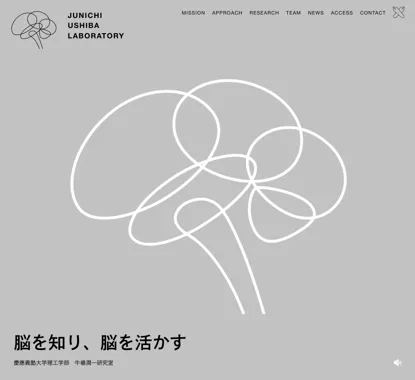 JUNICHI
USHIBA
LABORATORY
MISSION APPROACH RESEARCH TEAM NEWS ACCESS CONTACT
脳を知り、脳を活かす
慶應義塾大学理工学部 牛場潤一研究室